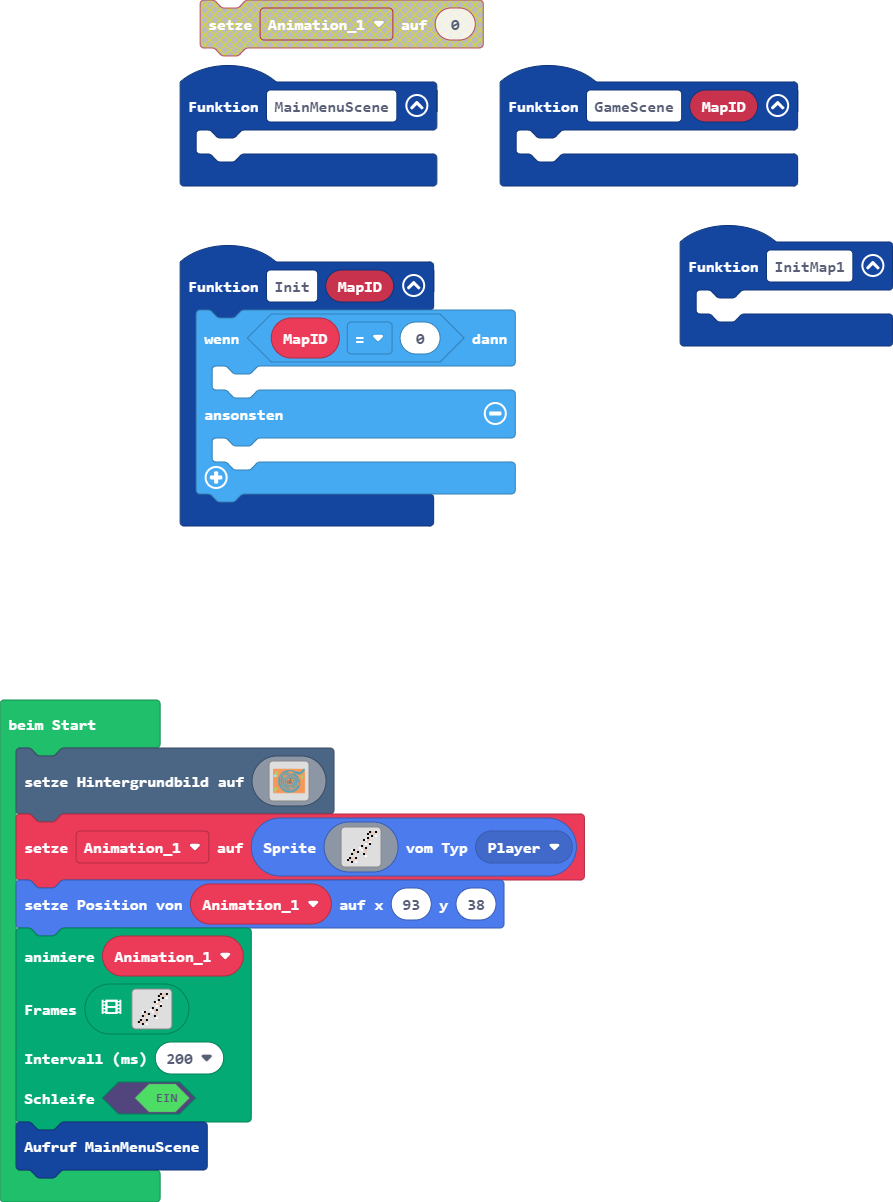 setze Animation_1 auf 0
Funktion MainMenuScene
Funktion GameScene MapID
Funktion Init MapID
wenn MapID = 0 dann
ansonsten
Funktion InitMap1
beim Start
setze Hintergrundbild auf
setze Animation_1 auf Sprite vom Typ Player
setze Position von Animation_1 auf x 93 y 38
animiere Animation_1
Frames
Intervall (ms) 200
Schleife EIN
Aufruf MainMenuScene